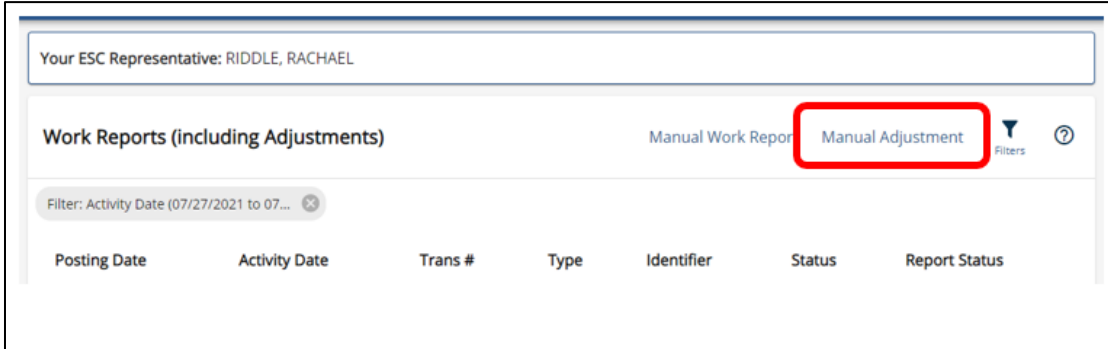 Your ESC Representative: RIDDLE, RACHAEL
Work Reports (including Adjustments) Manual Work Repor Manual Adjustment Filters
Filter: Activity Date (07/27/2021 to 07...
Posting Date Activity Date Trans # Type Identifier Status Report Status